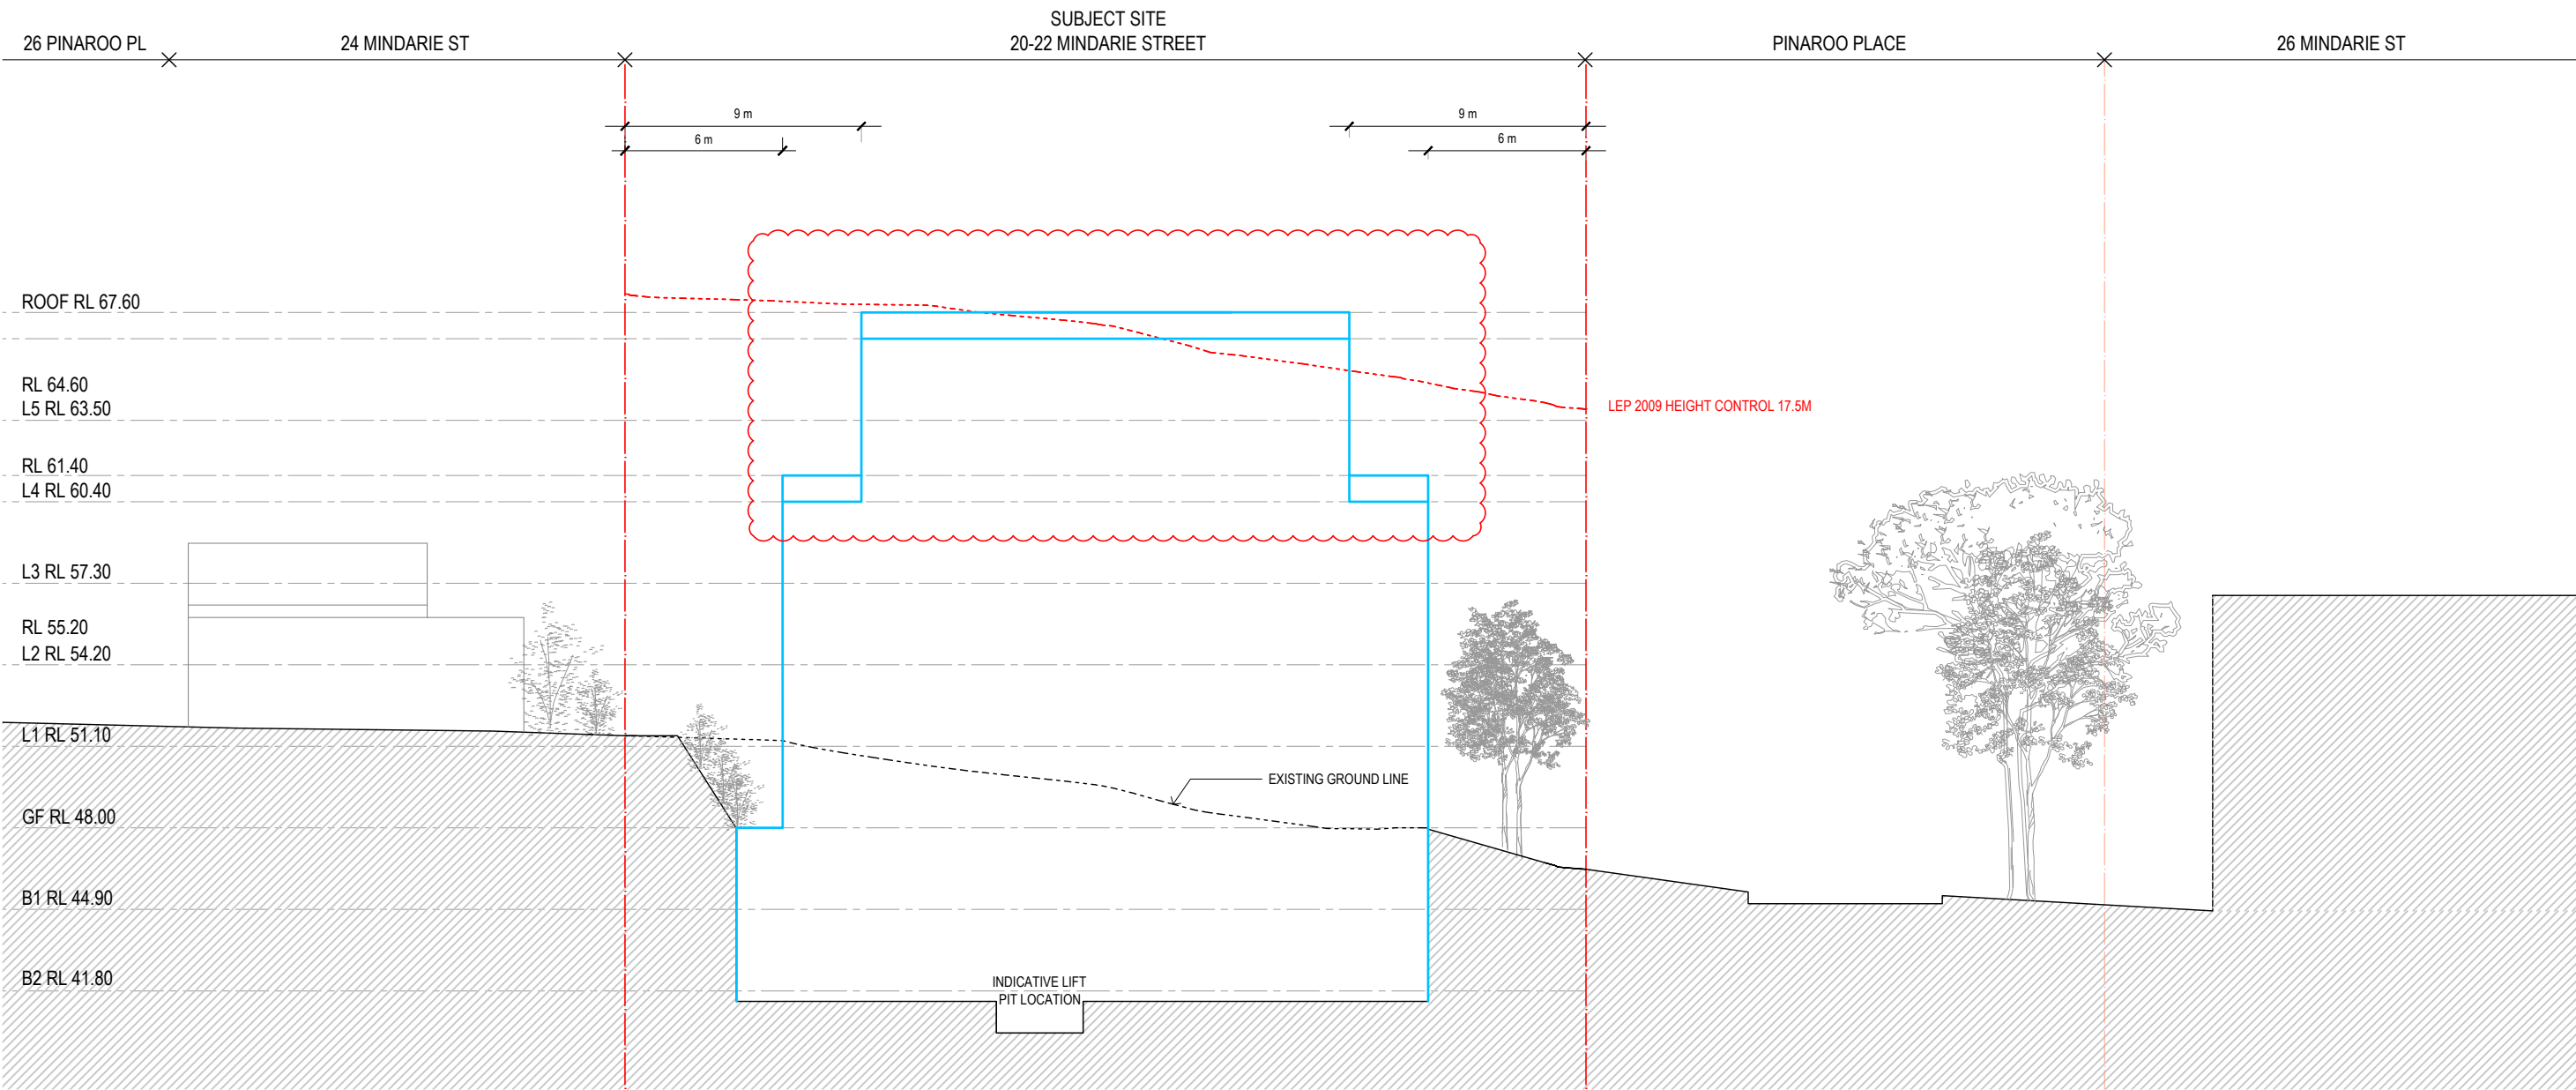 SUBJECT SITE
26 PINAROO PL
24 MINDARIE ST
20-22 MINDARIE STREET
PINAROO PLACE
26 MINDARIE ST
9 m
9 m
6 m
6 m
ROOF RL 67.60
RL 64.60
L5 RL 63.50
LEP 2009 HEIGHT CONTROL 17.5M
RL 61.40
L4 RL 60.40
L3 RL 57.30
RL 55.20
L2 RL 54.20
L1 RL 51.10
EXISTING GROUND LINE
GF RL 48.00
B1 RL 44.90
B2 RL 41.80
INDICATIVE LIFT
PIT LOCATION